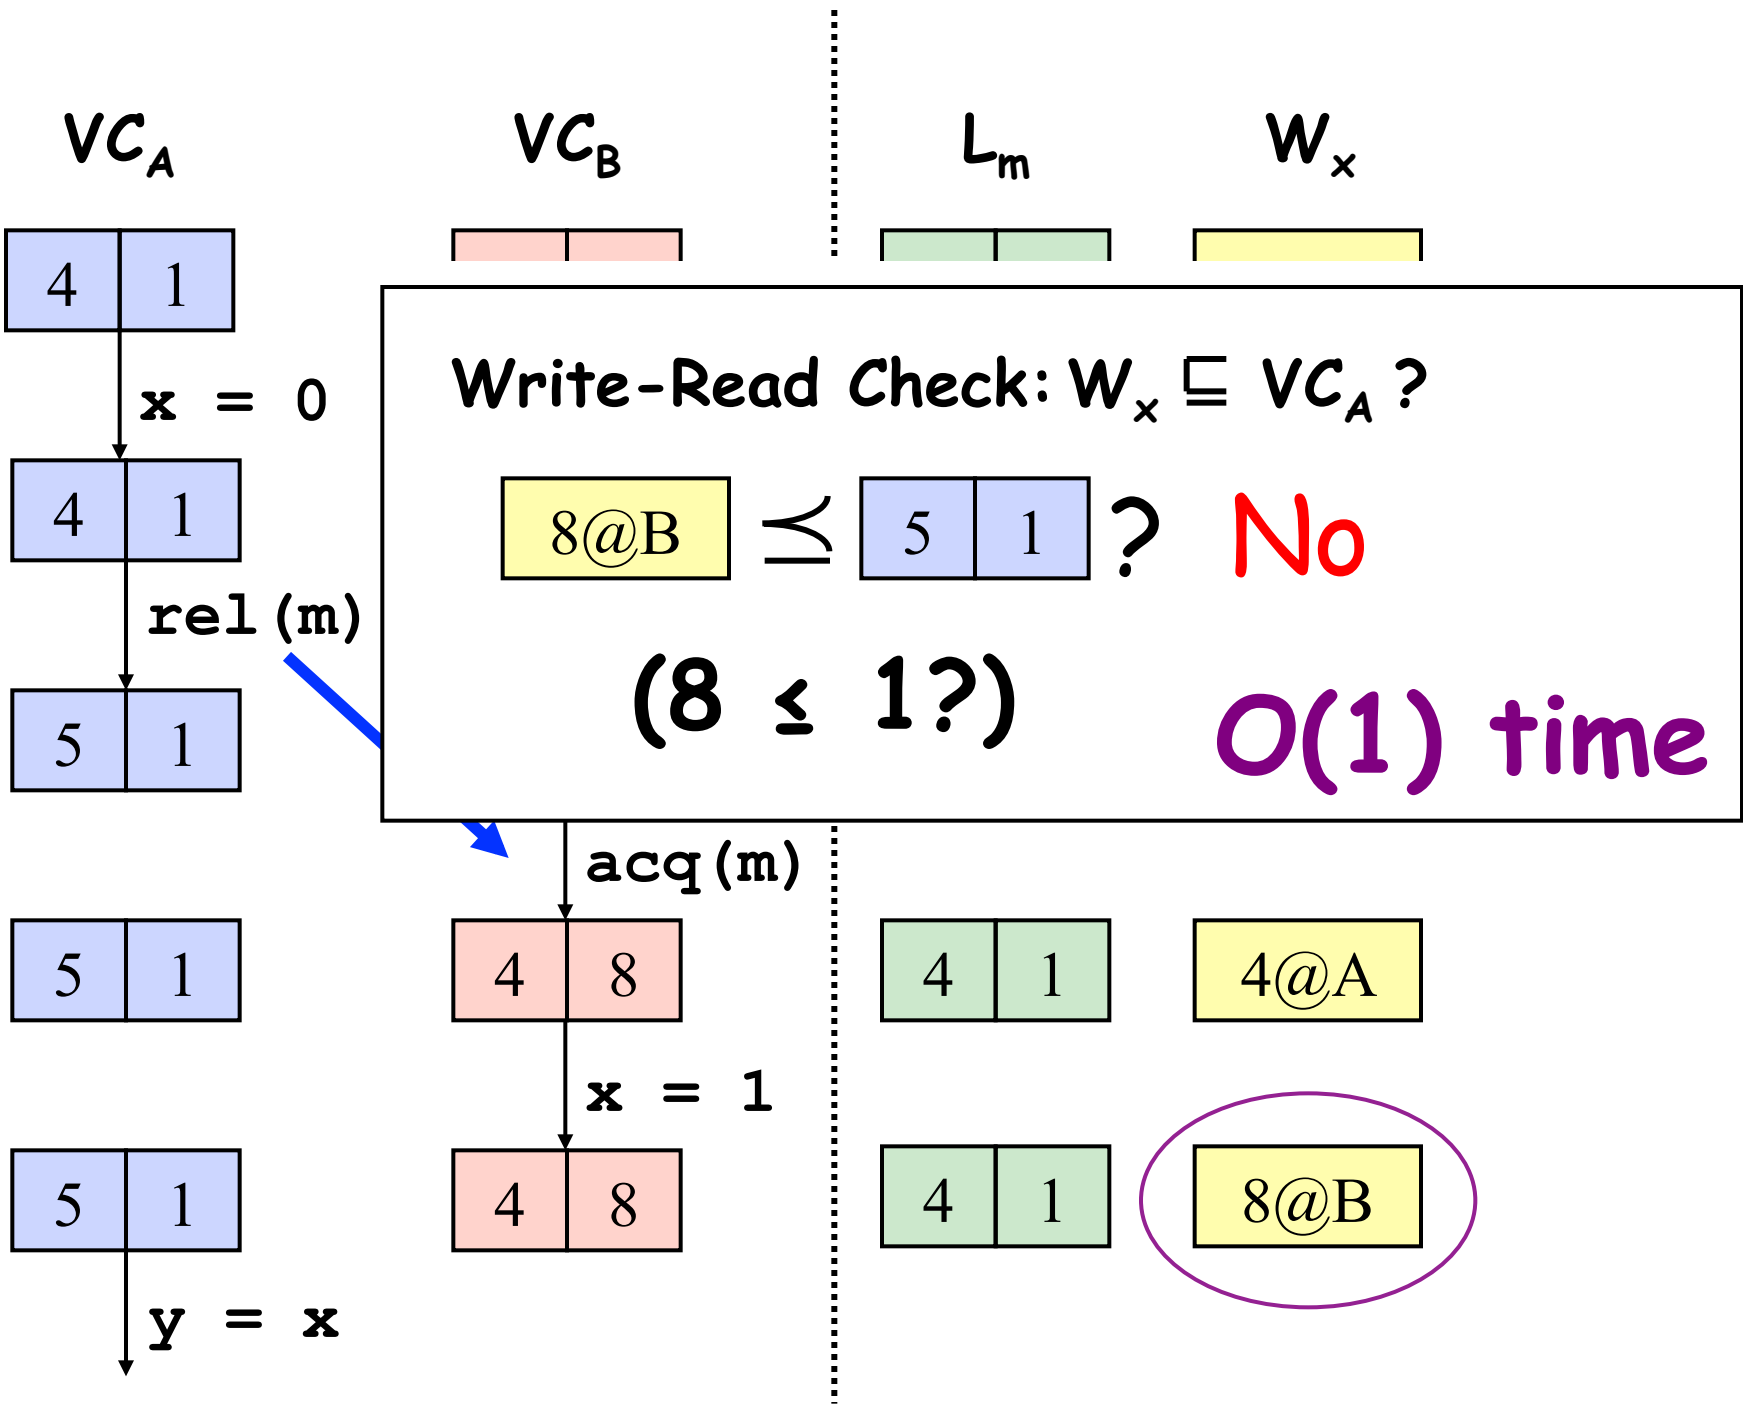 VCA VCB Lm Wx
4 1
x = 0
Write-Read Check: Wx ⊑ VCA ?
4 1
8@B ≼ 5 1 ? No
rel(m)
(8 ≤ 1?)
5 1
O(1) time
acq(m)
5 1 4 8 4 1 4@A
x = 1
5 1 4 8 4 1 8@B
y = x